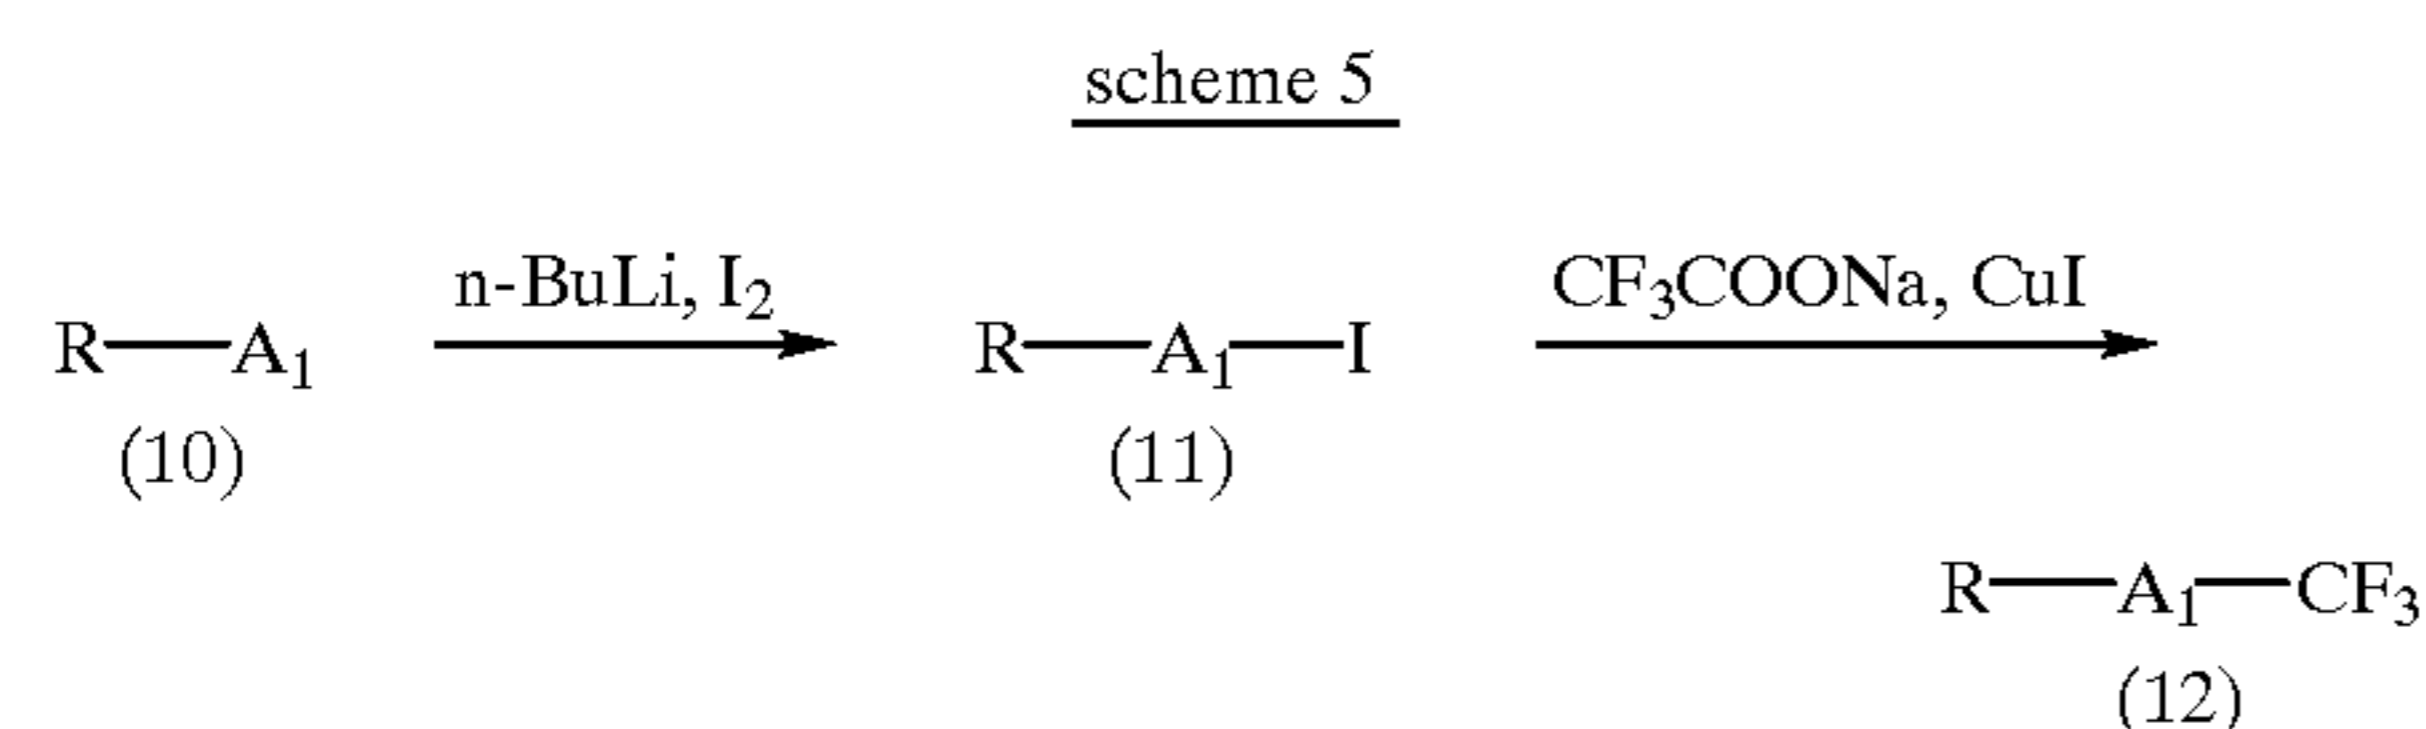 scheme 5
n-BuLi, I₂ CF₃COONa, CuI
R—A₁ R—A₁—I
(10) (11)
R—A₁—CF₃
(12)